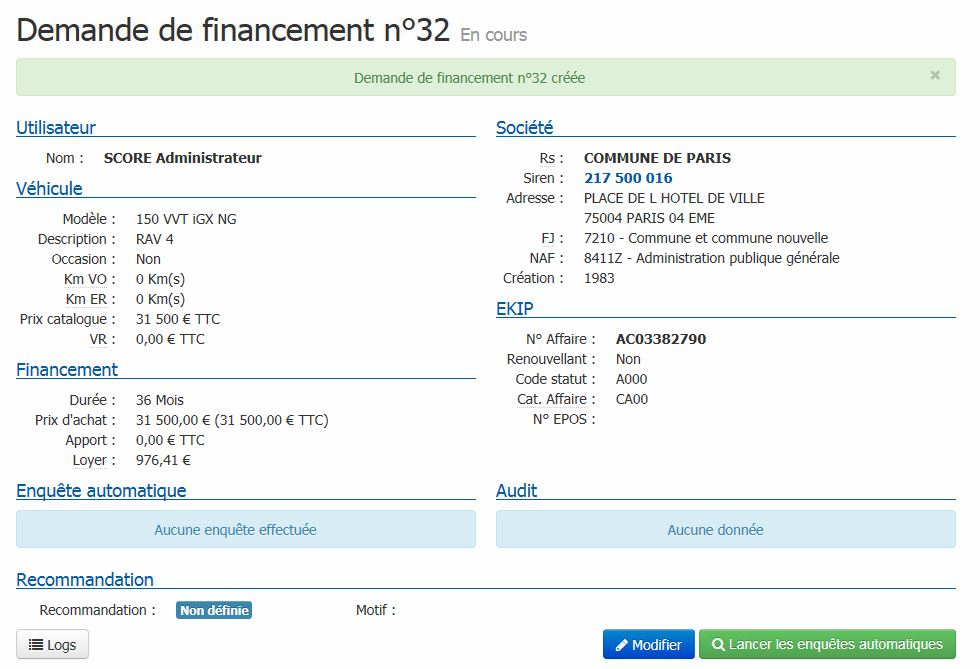 Demande de financement n°32 En cours
Demande de financement n°32 créée ×
Utilisateur
Nom : SCORE Administrateur
Véhicule
Modèle : 150 VVT iGX NG
Description : RAV 4
Occasion : Non
Km VO : 0 Km(s)
Km ER : 0 Km(s)
Prix catalogue : 31 500 € TTC
VR : 0,00 € TTC
Financement
Durée : 36 Mois
Prix d'achat : 31 500,00 € (31 500,00 € TTC)
Apport : 0,00 € TTC
Loyer : 976,41 €
Enquête automatique
Aucune enquête effectuée
Société
Rs : COMMUNE DE PARIS
Siren : 217 500 016
Adresse : PLACE DE L HOTEL DE VILLE
75004 PARIS 04 EME
FJ : 7210 - Commune et commune nouvelle
NAF : 8411Z - Administration publique générale
Création : 1983
EKIP
N° Affaire : AC03382790
Renouvellant : Non
Code statut : A000
Cat. Affaire : CA00
N° EPOS :
Audit
Aucune donnée
Recommandation
Recommandation : Non définie Motif :
Logs Modifier Lancer les enquêtes automatiques